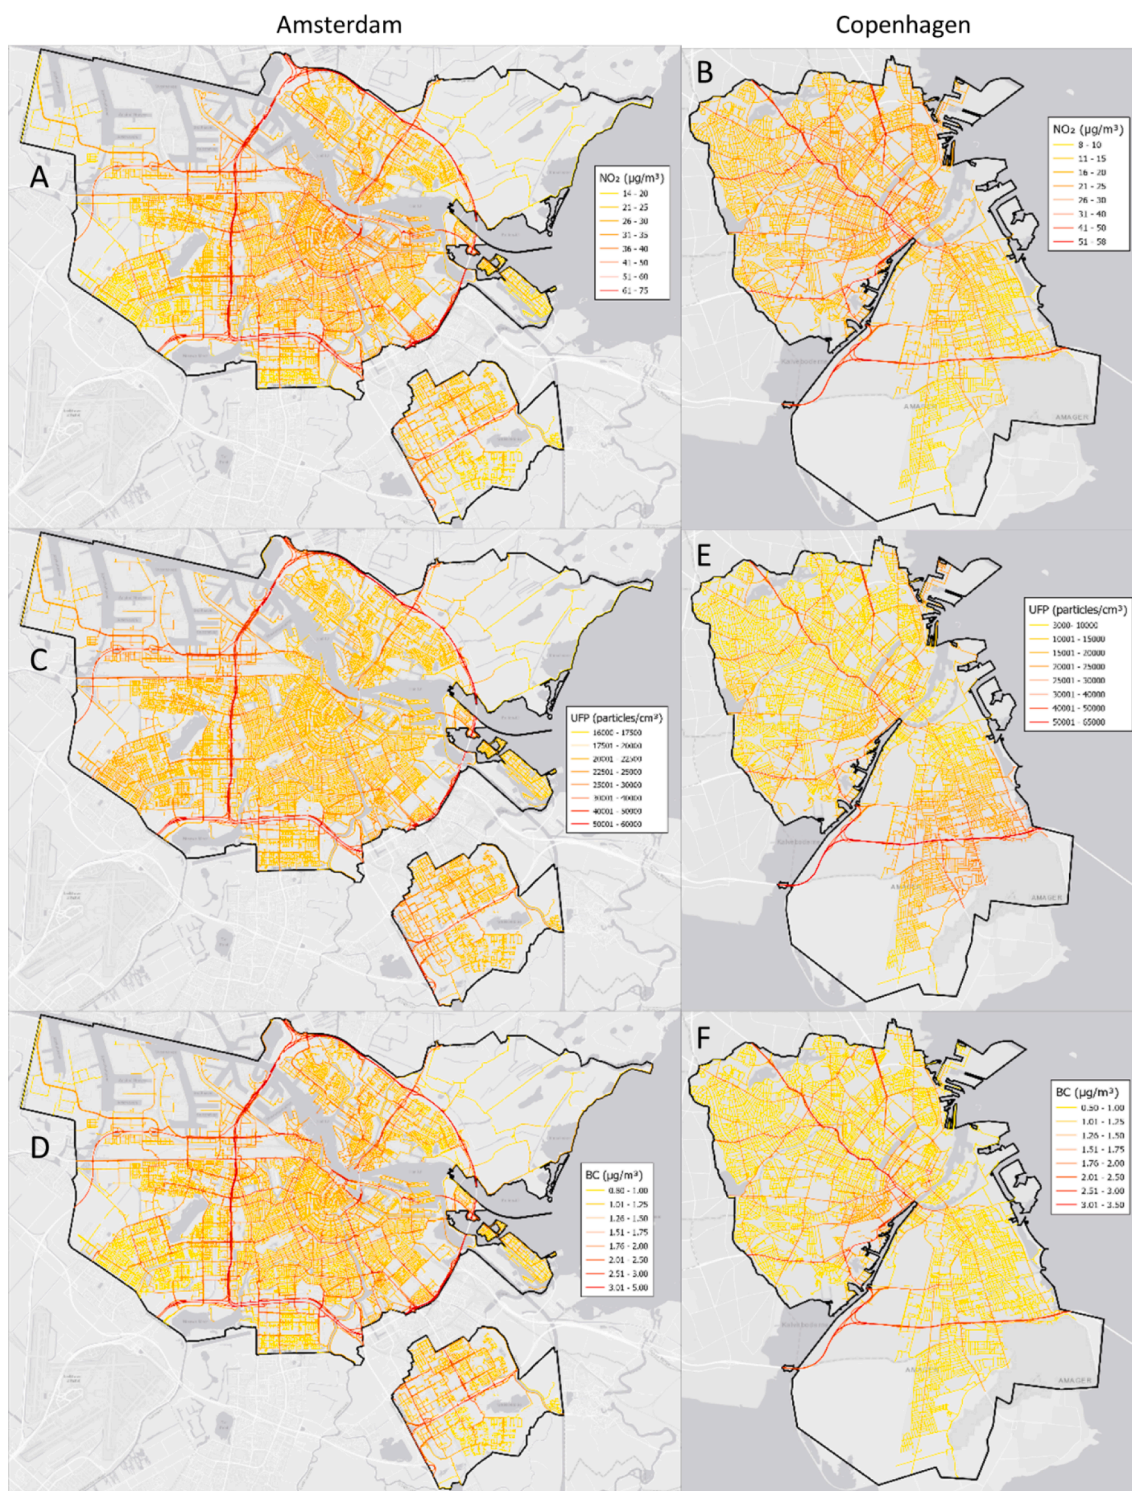 Amsterdam
Copenhagen
A
NO₂ (µg/m³)
14 - 20
21 - 25
26 - 30
31 - 35
36 - 40
41 - 50
51 - 60
61 - 75
B
NO₂ (µg/m³)
8 - 10
11 - 15
16 - 20
21 - 25
26 - 30
31 - 40
41 - 50
51 - 58
AMAGER
AMAGER
C
UFP (particles/cm³)
16000 - 17500
17501 - 20000
20001 - 22500
22501 - 25000
25001 - 30000
30001 - 40000
40001 - 50000
50001 - 60000
E
UFP (particles/cm³)
3000- 10000
10001 - 15000
15001 - 20000
20001 - 25000
25001 - 30000
30001 - 40000
40001 - 50000
50001 - 65000
AMAGER
AMAGER
D
BC (µg/m³)
0.80 - 1.00
1.01 - 1.25
1.26 - 1.50
1.51 - 1.75
1.76 - 2.00
2.01 - 2.50
2.51 - 3.00
3.01 - 5.00
F
BC (µg/m³)
0.50 - 1.00
1.01 - 1.25
1.26 - 1.50
1.51 - 1.75
1.76 - 2.00
2.01 - 2.50
2.51 - 3.00
3.01 - 3.50
AMAGER
AMAGER